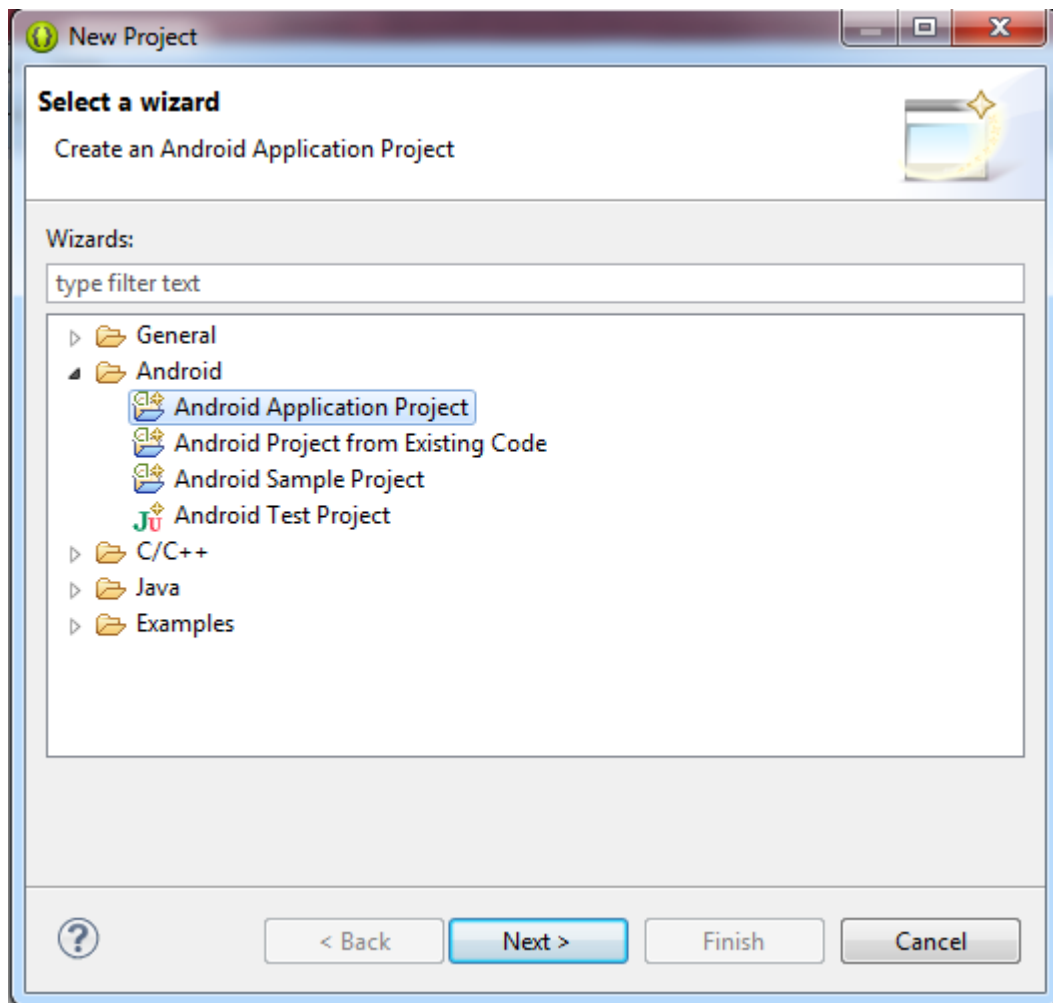 New Project
Select a wizard
Create an Android Application Project
Wizards:
type filter text
General
Android
Android Application Project
Android Project from Existing Code
Android Sample Project
Android Test Project
C/C++
Java
Examples
< Back Next > Finish Cancel